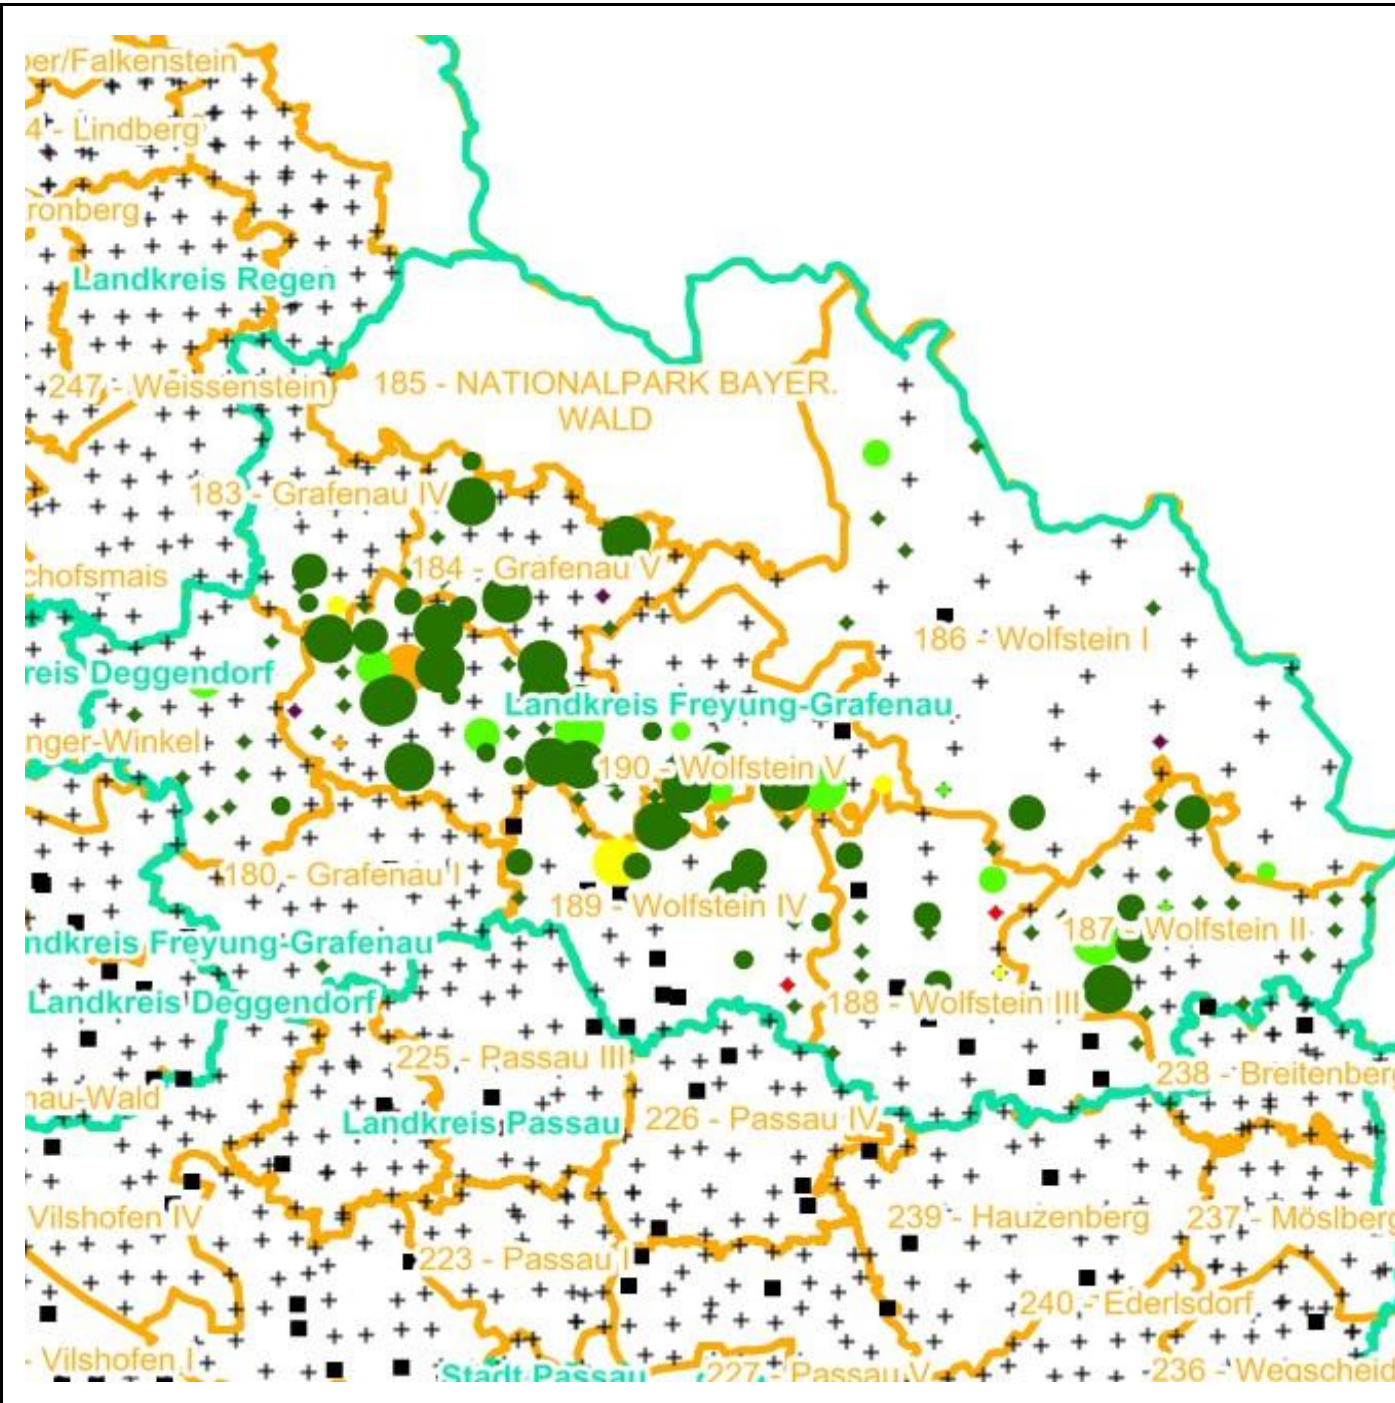 ber/Falkenstein
4 - Lindberg
ronberg
Landkreis Regen
247 - Weissenstein
185 - NATIONALPARK BAYER.
WALD
183 - Grafenau IV
184 - Grafenau V
chofsmais
186 - Wolfstein I
reis Deggendorf
Landkreis Freyung-Grafenau
nger-Winkel
190 - Wolfstein V
180 - Grafenau I
189 - Wolfstein IV
187 - Wolfstein II
ndkreis Freyung-Grafenau
Landkreis Deggendorf
188 - Wolfstein III
225 - Passau III
238 - Breitenberg
nau-Wald
Landkreis Passau
226 - Passau IV
Vilshofen IV
239 - Hauzenberg
237 - Möslberg
223 - Passau I
240 - Ederlsdorf
- Vilshofen I
Stadt Passau
227 - Passau V
236 - Wegscheid